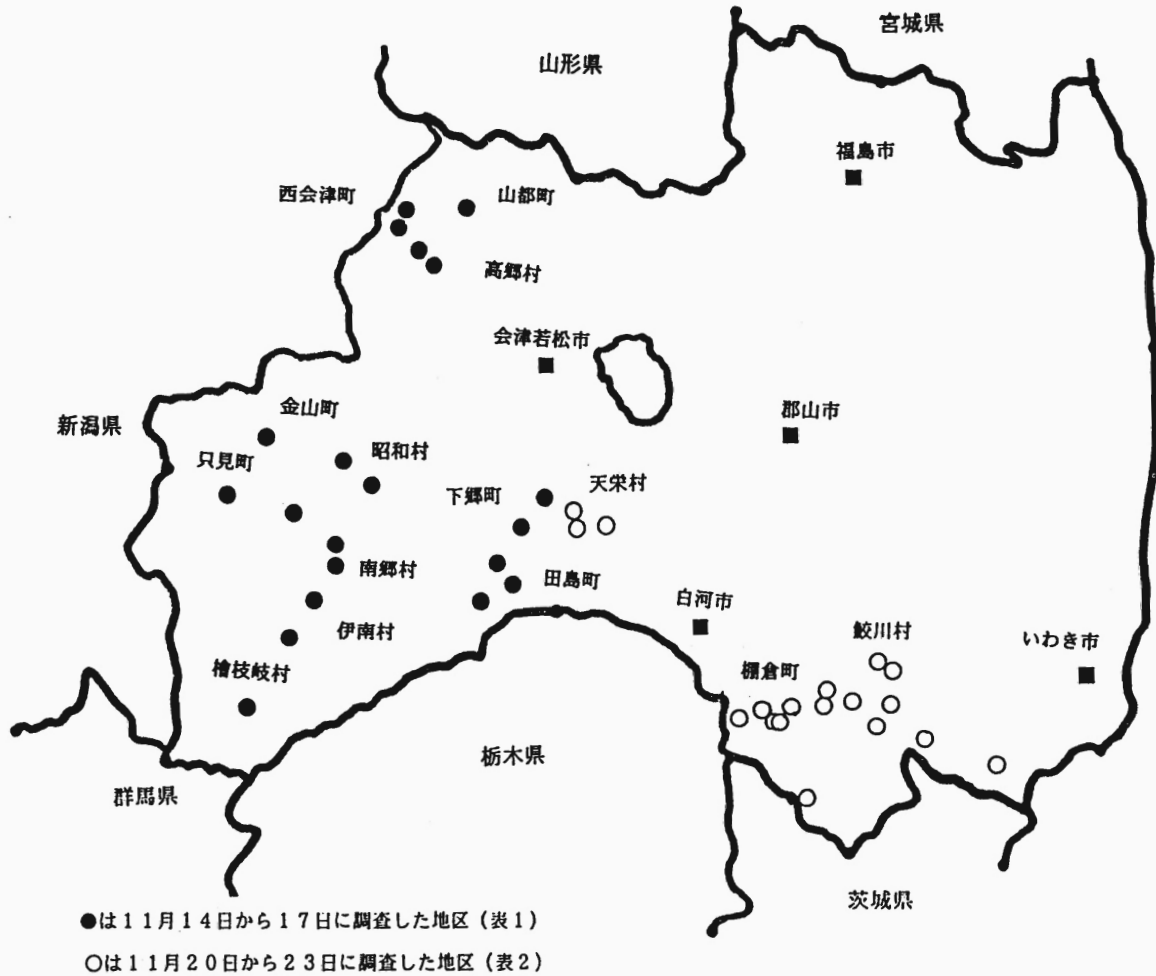 宮城県
山形県
福島市
西会津町
山都町
高郷村
会津若松市
新潟県
金山町
郡山市
只見町
昭和村
下郷町
天栄村
南郷村
田島町
白河市
鮫川村
伊南村
いわき市
檜枝岐村
棚倉町
栃木県
群馬県
茨城県
●は11月14日から17日に調査した地区(表1)
○は11月20日から23日に調査した地区(表2)